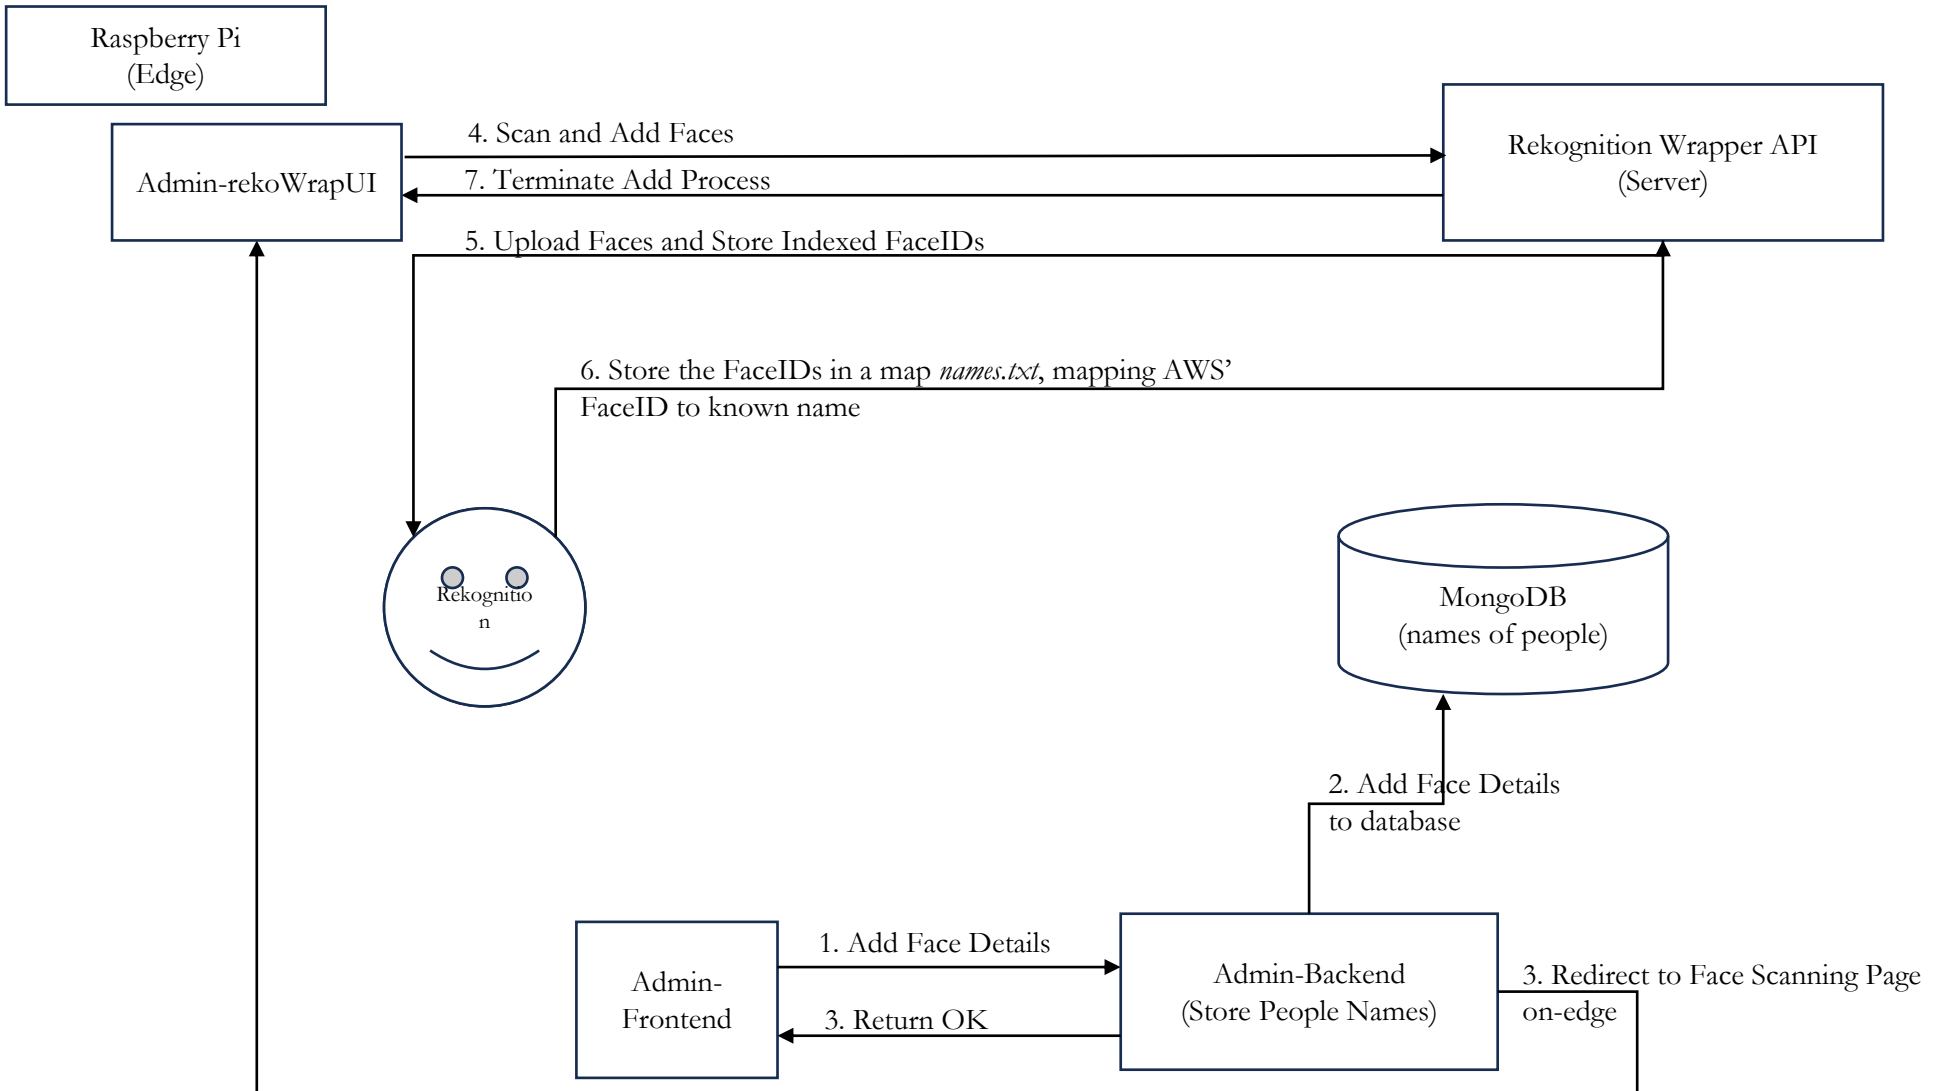 Raspberry Pi
(Edge)
Admin-rekoWrapUI
4. Scan and Add Faces
7. Terminate Add Process
Rekognition Wrapper API
(Server)
5. Upload Faces and Store Indexed FaceIDs
6. Store the FaceIDs in a map names.txt, mapping AWS’
FaceID to known name
Rekognitio
n
MongoDB
(names of people)
2. Add Face Details
to database
Admin-
Frontend
1. Add Face Details
3. Return OK
Admin-Backend
(Store People Names)
3. Redirect to Face Scanning Page
on-edge